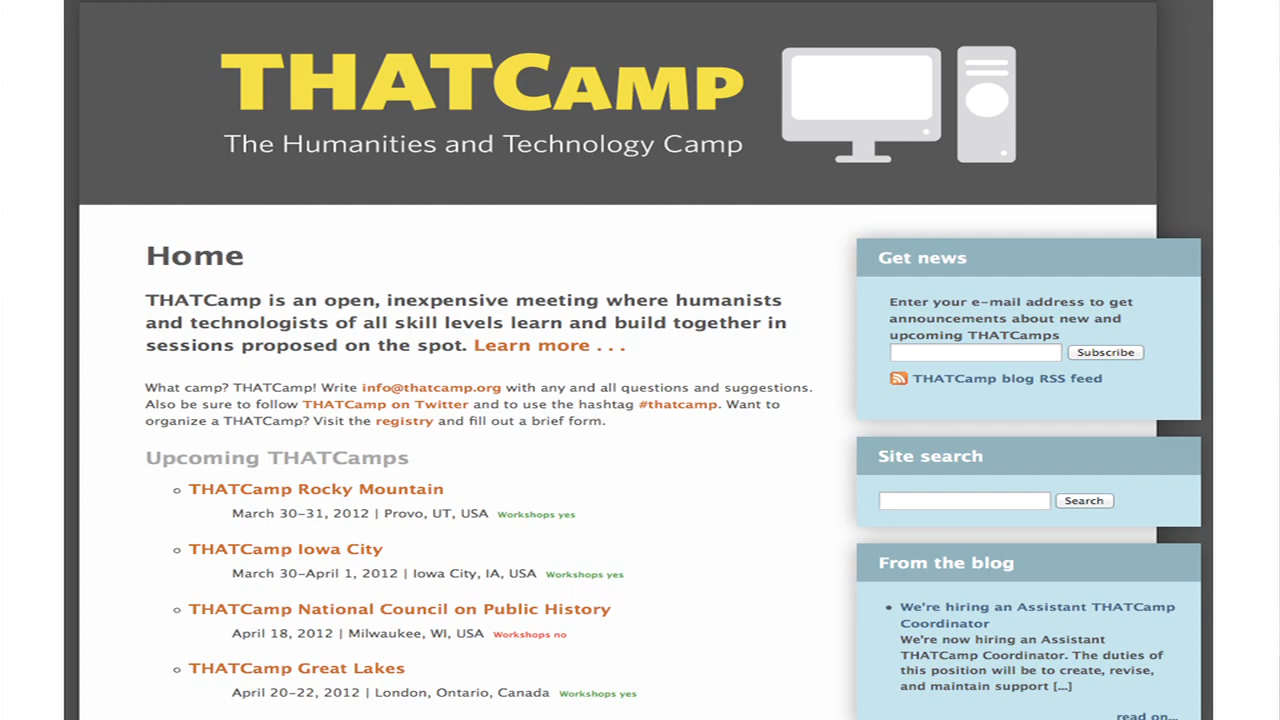 THATCAMP
The Humanities and Technology Camp
Home
THATCamp is an open, inexpensive meeting where humanists
and technologists of all skill levels learn and build together in
sessions proposed on the spot. Learn more . . .
What camp? THATCamp! Write info@thatcamp.org with any and all questions and suggestions.
Also be sure to follow THATCamp on Twitter and to use the hashtag #thatcamp. Want to
organize a THATCamp? Visit the registry and fill out a brief form.
Upcoming THATCamps
THATCamp Rocky Mountain
March 30-31, 2012 | Provo, UT, USA Workshops yes
THATCamp Iowa City
March 30-April 1, 2012 | Iowa City, IA, USA Workshops yes
THATCamp National Council on Public History
April 18, 2012 | Milwaukee, WI, USA Workshops no
THATCamp Great Lakes
April 20-22, 2012 | London, Ontario, Canada Workshops yes
Get news
Enter your e-mail address to get
announcements about new and
upcoming THATCamps
Subscribe
THATCamp blog RSS feed
Site search
Search
From the blog
We're hiring an Assistant THATCamp
Coordinator
We're now hiring an Assistant
THATCamp Coordinator. The duties of
this position will be to create, revise,
and maintain support [...]
read on...